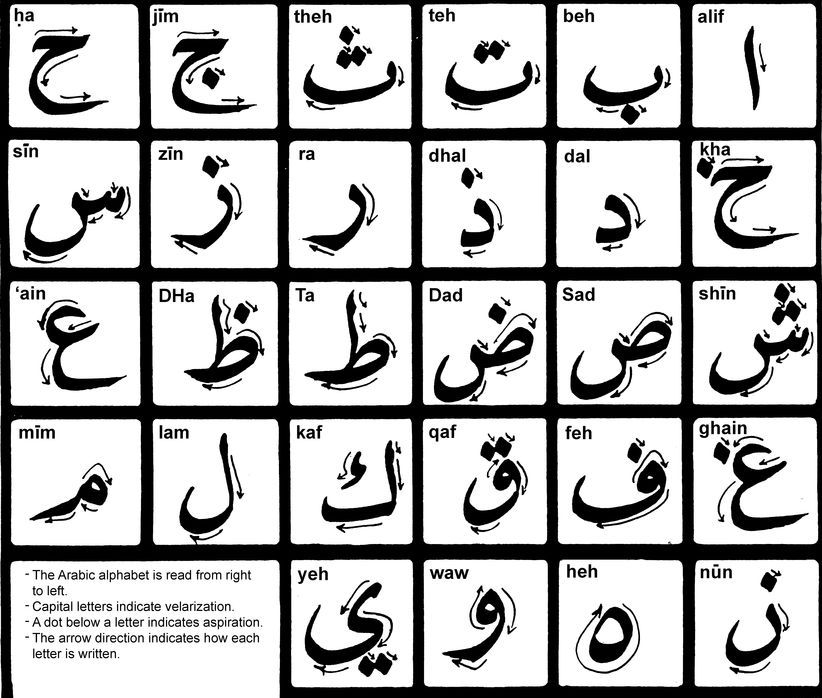 alif
ا
beh
ب
teh
ت
theh
ث
jīm
ج
ḥa
ح
kha
خ
dal
د
dhal
ذ
ra
ر
zīn
ز
sīn
س
shīn
ش
Sad
ص
Dad
ض
Ta
ط
DHa
ظ
‘ain
ع
ghain
غ
feh
ف
qaf
ق
kaf
ك
lam
ل
mīm
م
nūn
ن
heh
ه
waw
و
yeh
ي
- The Arabic alphabet is read from right
to left.
- Capital letters indicate velarization.
- A dot below a letter indicates aspiration.
- The arrow direction indicates how each
letter is written.